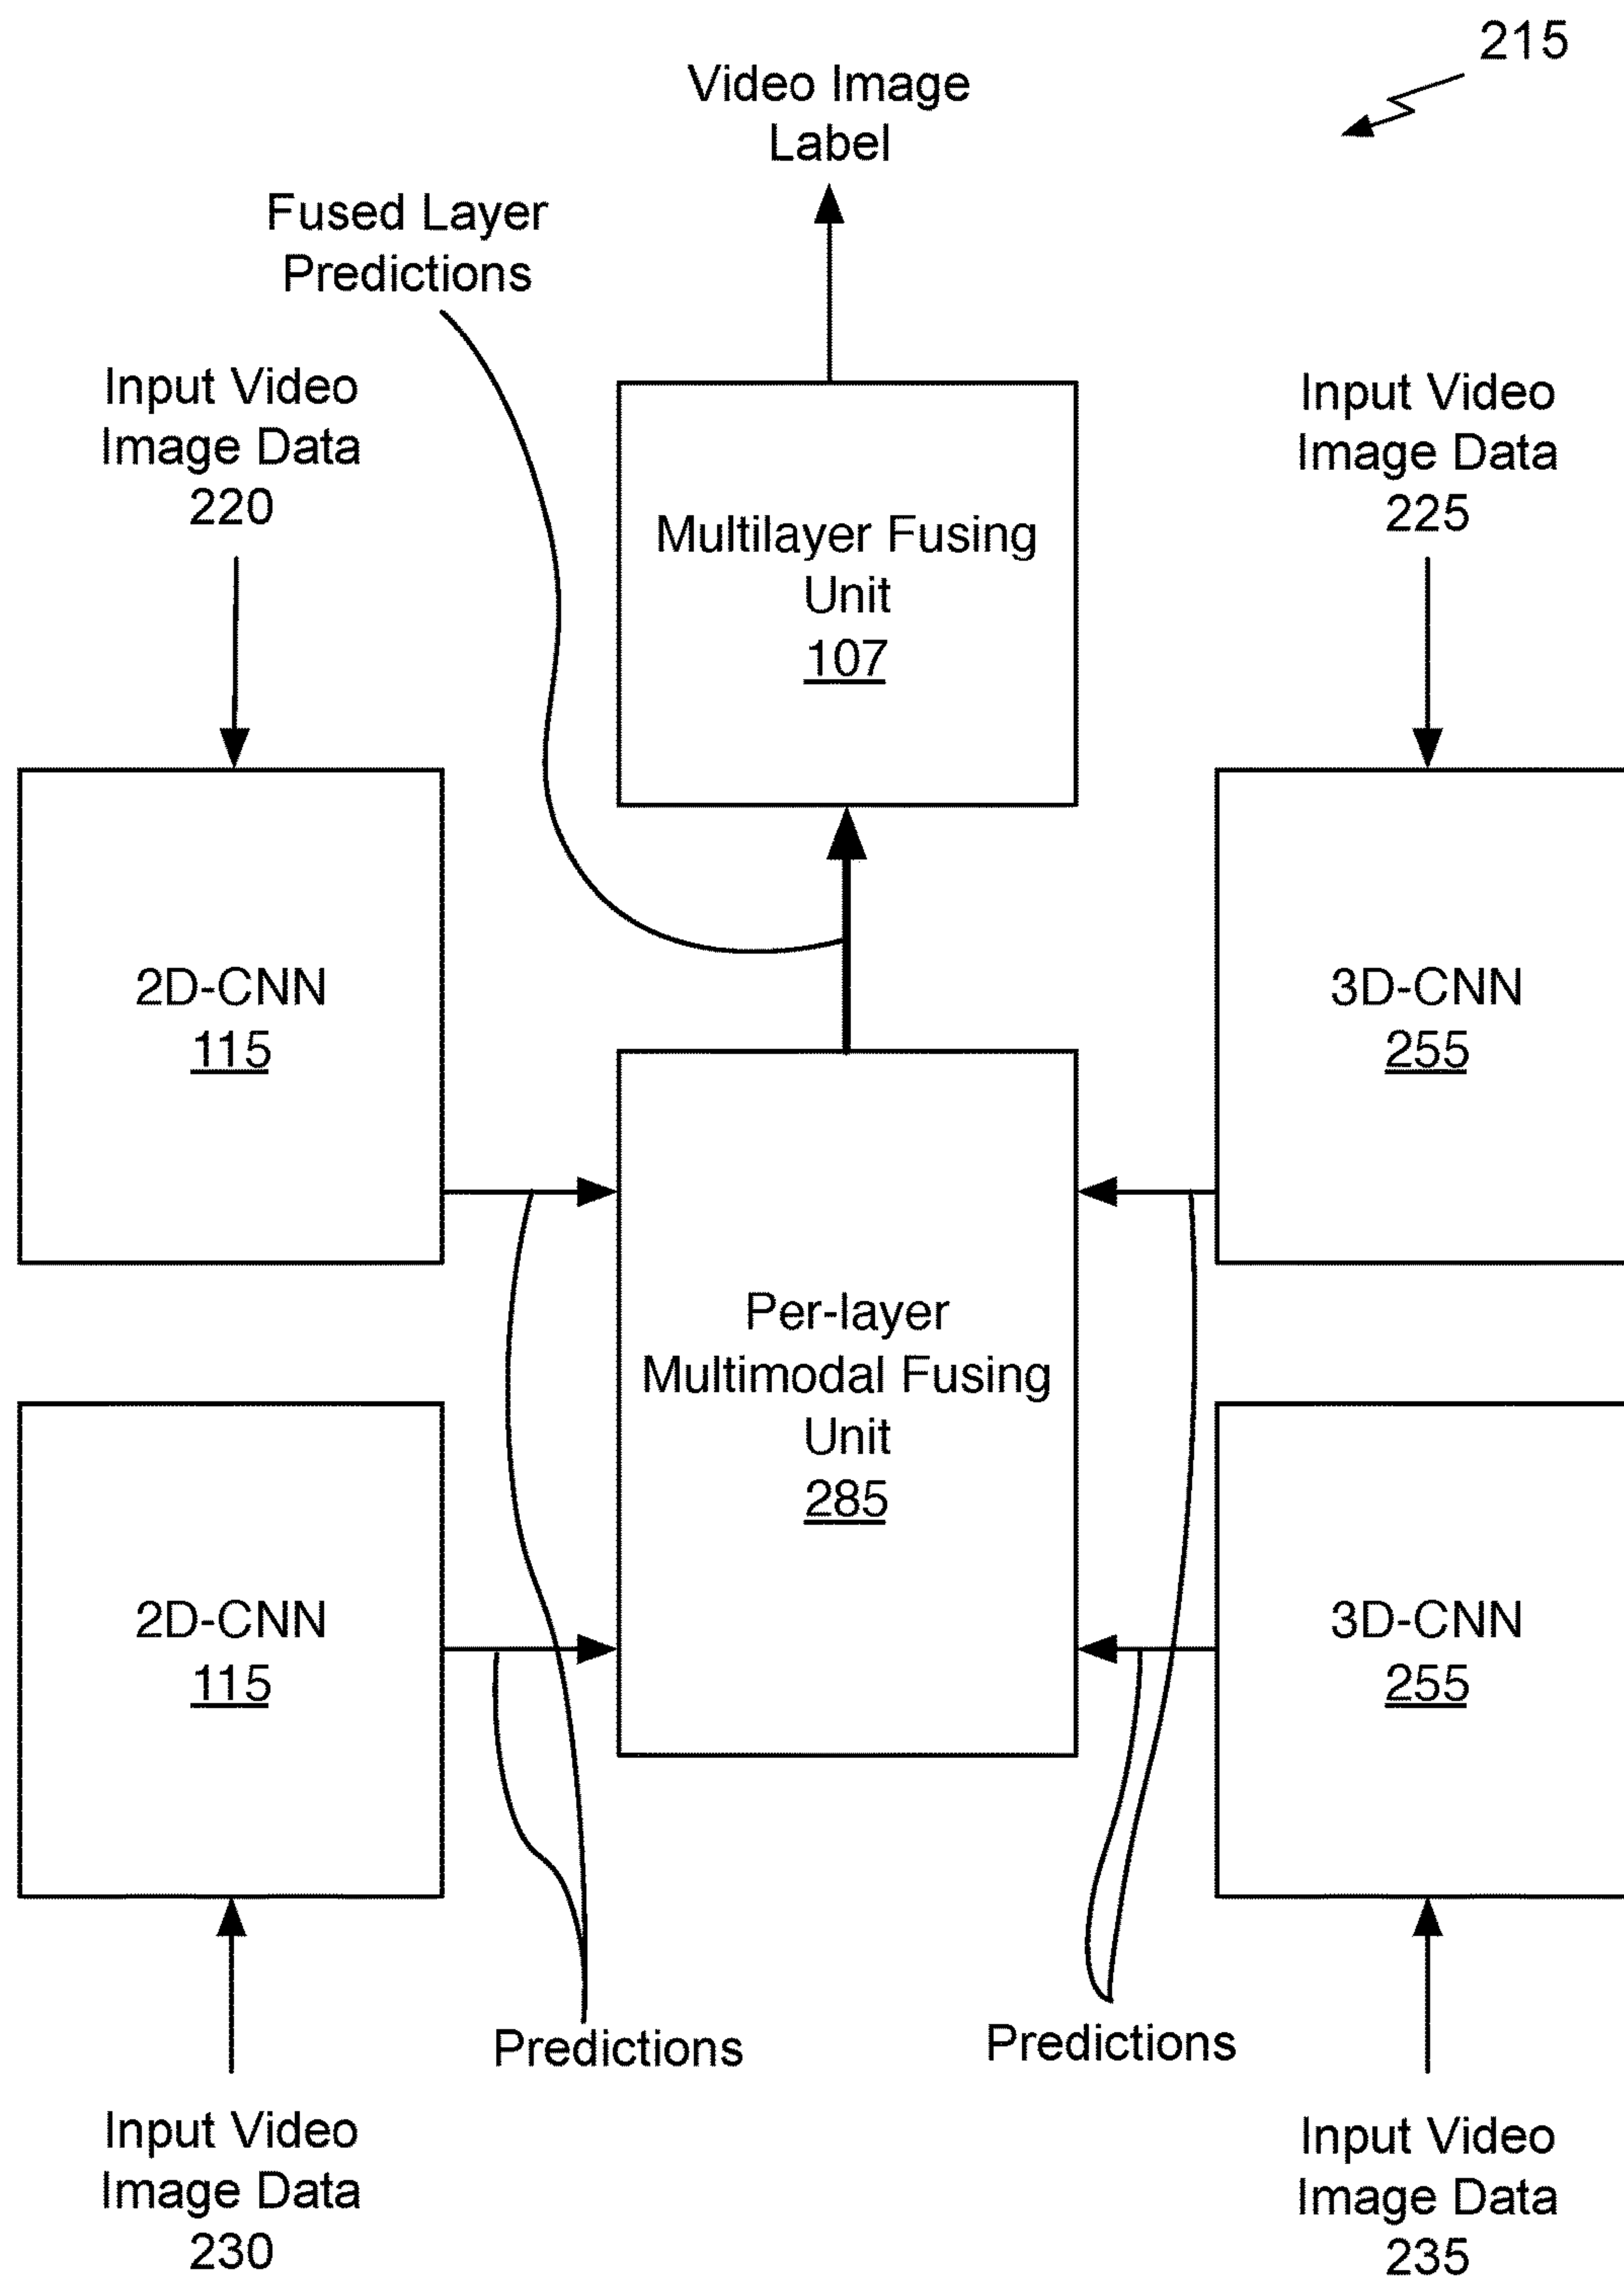 215
Video Image
Label
Fused Layer
Predictions
Input Video
Image Data
220
Input Video
Image Data
225
Multilayer Fusing
Unit
107
2D-CNN
115
3D-CNN
255
Per-layer
Multimodal Fusing
Unit
285
2D-CNN
115
3D-CNN
255
Predictions
Predictions
Input Video
Image Data
230
Input Video
Image Data
235